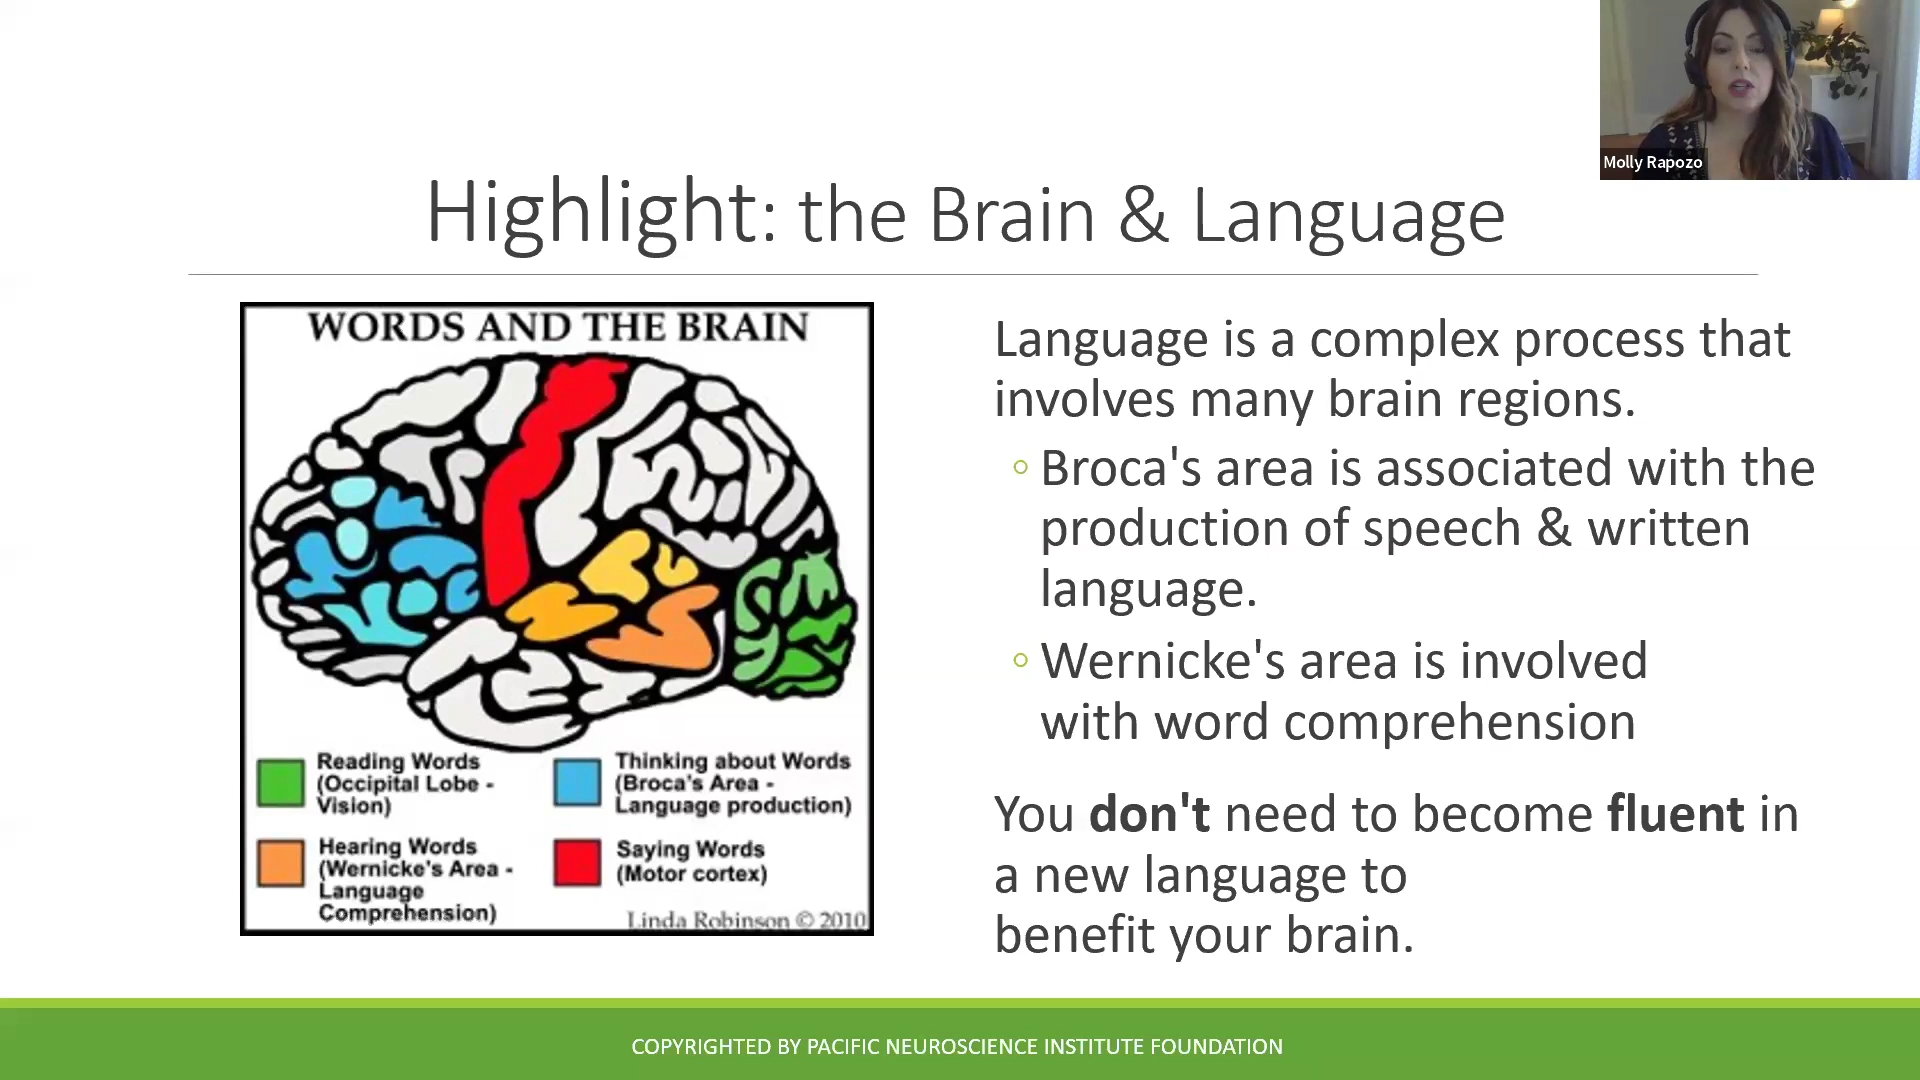 Molly Rapozo
Highlight: the Brain & Language
WORDS AND THE BRAIN
Reading Words
(Occipital Lobe -
Vision)
Thinking about Words
(Broca's Area -
Language production)
Hearing Words
(Wernicke's Area -
Language
Comprehension)
Saying Words
(Motor cortex)
Linda Robinson © 2010
Language is a complex process that
involves many brain regions.
◦ Broca's area is associated with the
production of speech & written
language.
◦ Wernicke's area is involved
with word comprehension
You don't need to become fluent in
a new language to
benefit your brain.
COPYRIGHTED BY PACIFIC NEUROSCIENCE INSTITUTE FOUNDATION